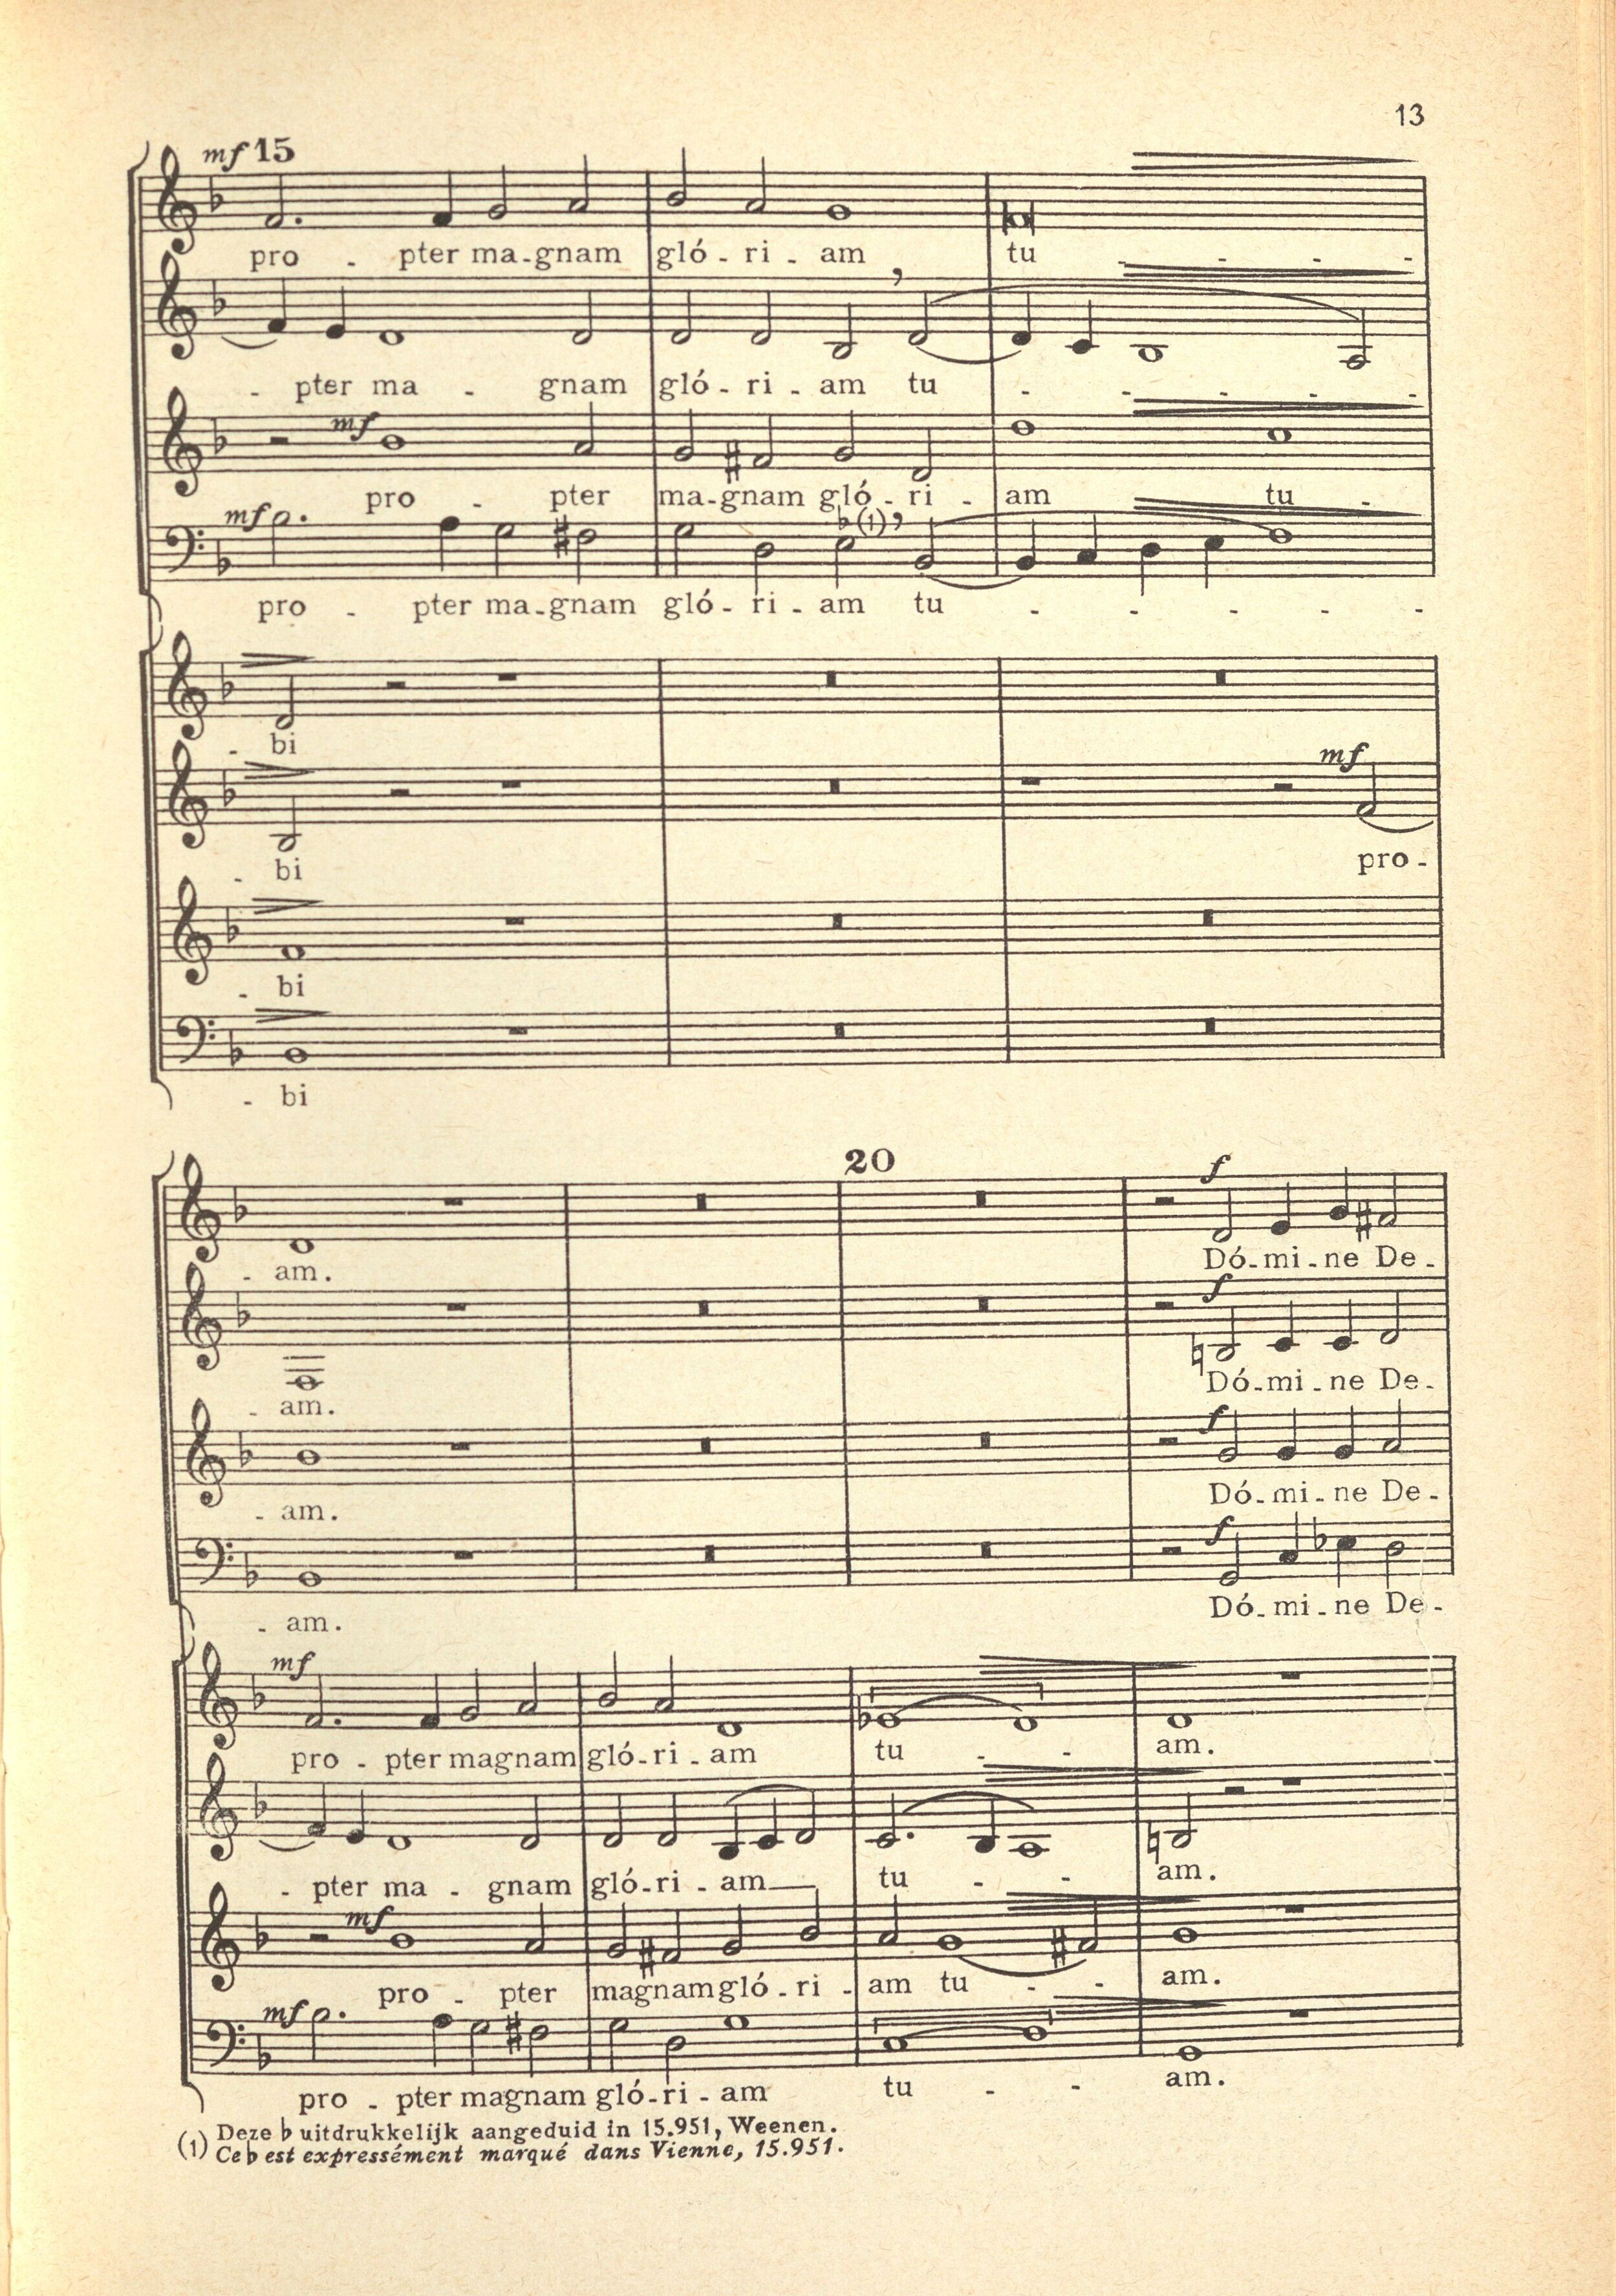 13
mf 15
pro - pter ma-gnam gló - ri - am tu - - -
- pter ma - gnam gló - ri - am tu - - - - -
mf
pro - pter ma-gnam gló - ri - am tu -
mf ♭(1)
pro - pter ma-gnam gló - ri - am tu - - - - -
- bi
mf
- bi pro-
- bi
- bi
20
f
- am. Dó-mi-ne De-
f
- am. Dó-mi-ne De-
f
- am. Dó-mi-ne De-
f
- am. Dó-mi-ne De-
mf
pro - pter magnam gló-ri - am tu - - am.
- pter ma - gnam gló-ri - am tu - - am.
mf
pro - pter magnam gló - ri - am tu - - am.
mf
pro - pter magnam gló-ri - am tu - - am.
(1) Deze ♭ uitdrukkelijk aangeduid in 15.951, Weenen.
Ce ♭ est expressément marqué dans Vienne, 15.951.